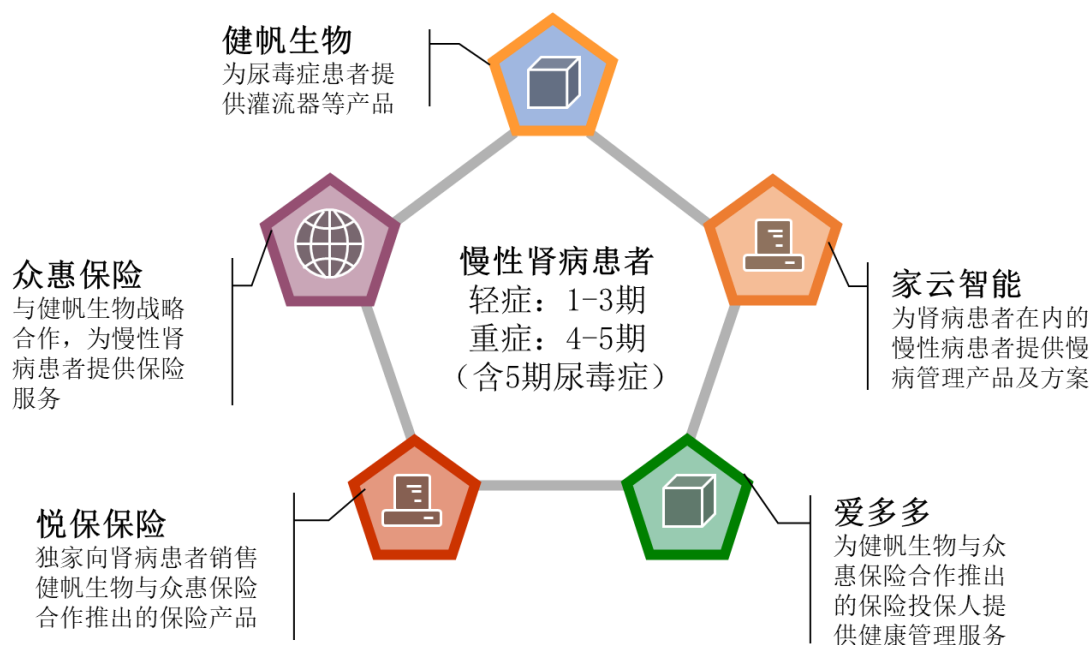 健帆生物
为尿毒症患者提
供灌流器等产品
众惠保险
与健帆生物战略
合作，为慢性肾
病患者提供保险
服务
慢性肾病患者
轻症：1-3期
重症：4-5期
（含5期尿毒症）
家云智能
为肾病患者在内的
慢性病患者提供慢
病管理产品及方案
悦保保险
独家向肾病患者销售
健帆生物与众惠保险
合作推出的保险产品
爱多多
为健帆生物与众
惠保险合作推出
的保险投保人提
供健康管理服务